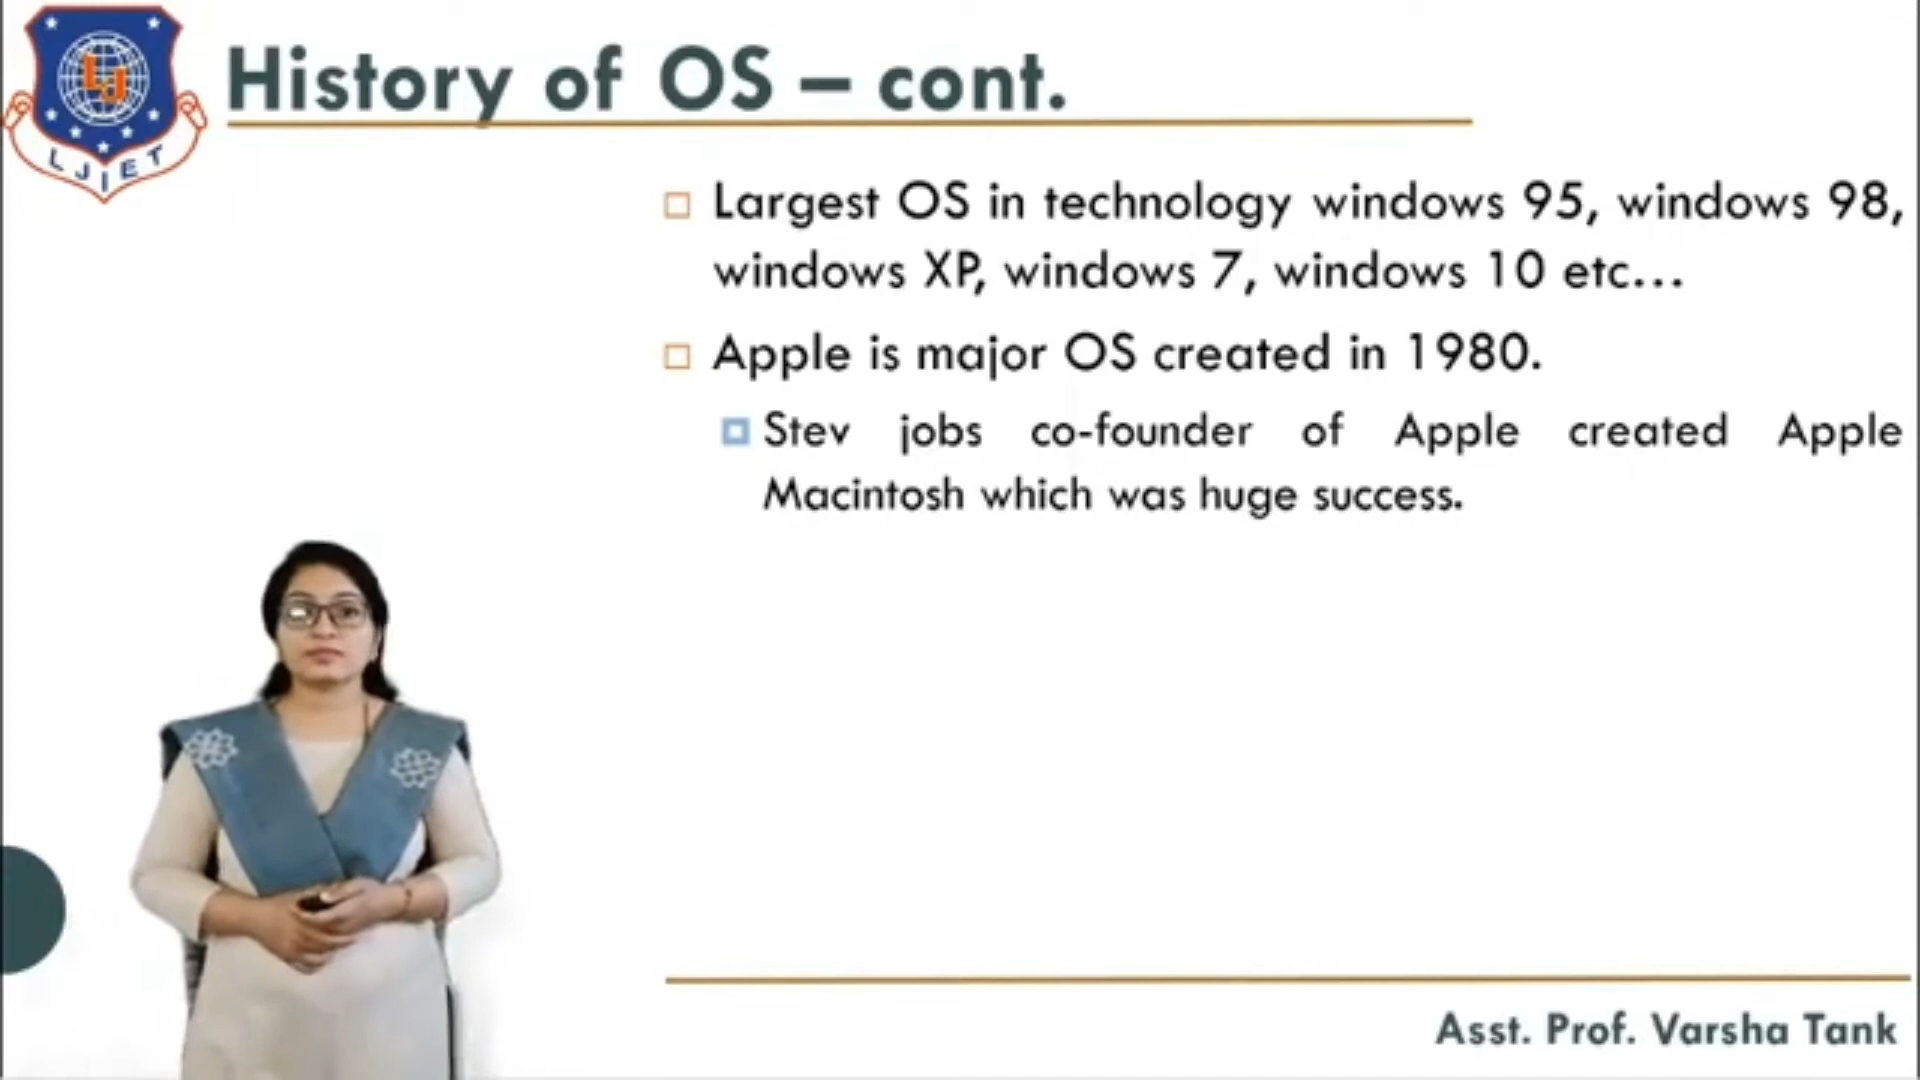 LJ
LJIET
History of OS – cont.
Largest OS in technology windows 95, windows 98,
windows XP, windows 7, windows 10 etc...
Apple is major OS created in 1980.
Stev jobs co-founder of Apple created Apple
Macintosh which was huge success.
Asst. Prof. Varsha Tank